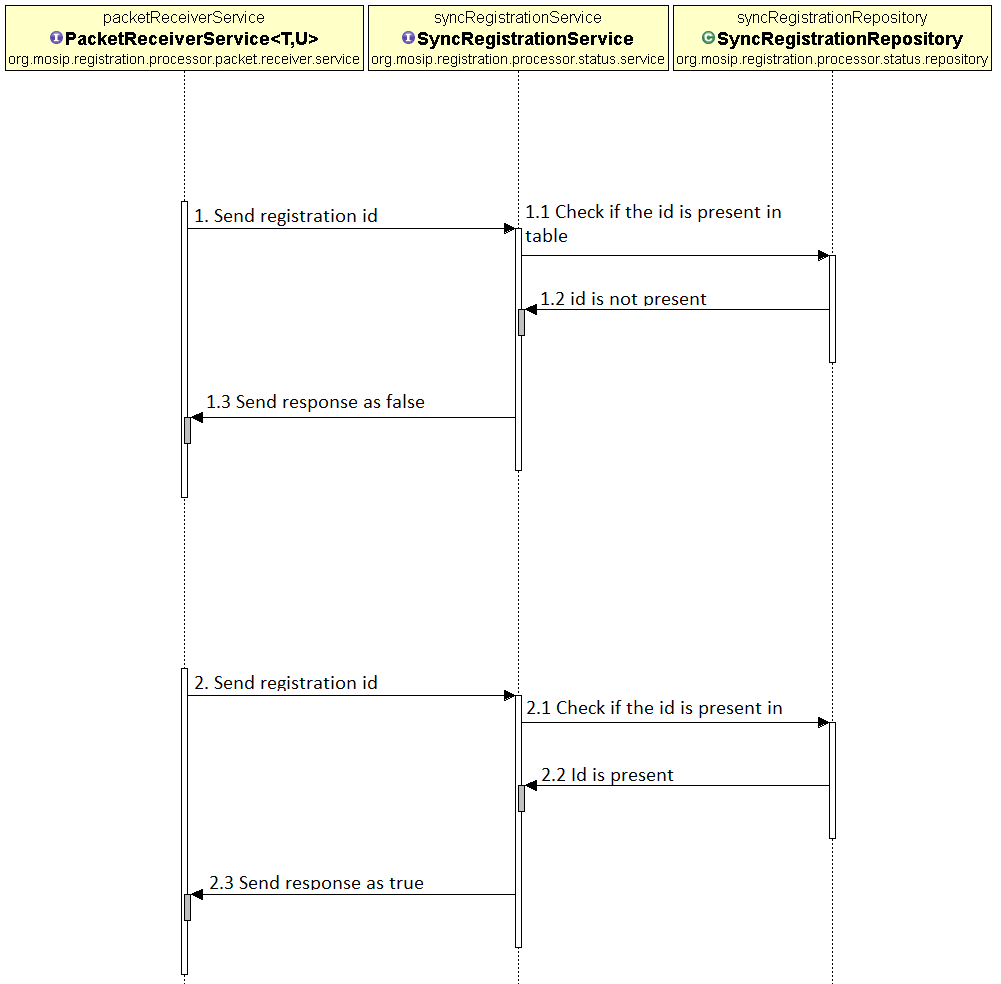 packetReceiverService
PacketReceiverService<T,U>
org.mosip.registration.processor.packet.receiver.service
syncRegistrationService
SyncRegistrationService
org.mosip.registration.processor.status.service
syncRegistrationRepository
SyncRegistrationRepository
org.mosip.registration.processor.status.repository
1. Send registration id
1.1 Check if the id is present in
table
1.2 id is not present
1.3 Send response as false
2. Send registration id
2.1 Check if the id is present in
2.2 Id is present
2.3 Send response as true